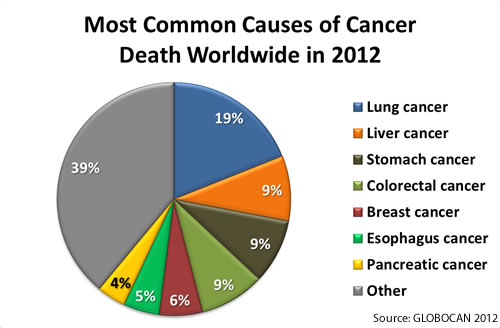 Most Common Causes of Cancer
Death Worldwide in 2012
19%
9%
9%
9%
6%
5%
4%
39%
Lung cancer
Liver cancer
Stomach cancer
Colorectal cancer
Breast cancer
Esophagus cancer
Pancreatic cancer
Other
Source: GLOBOCAN 2012